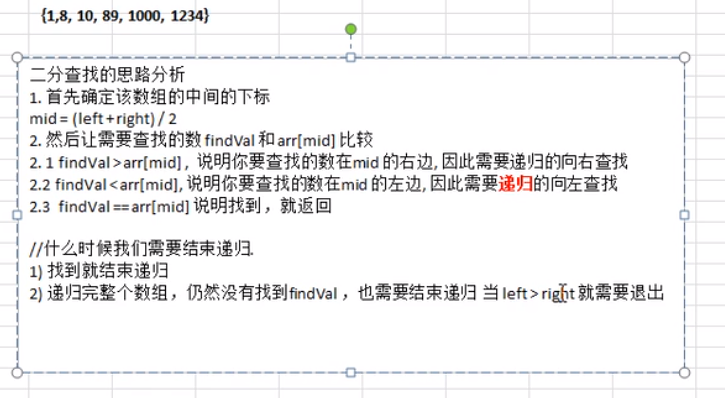 {1,8, 10, 89, 1000, 1234}
二分查找的思路分析
1. 首先确定该数组的中间的下标
mid = (left + right) / 2
2. 然后让需要查找的数 findVal 和 arr[mid] 比较
2. 1 findVal > arr[mid] , 说明你要查找的数在mid 的右边, 因此需要递归的向右查找
2.2 findVal < arr[mid], 说明你要查找的数在mid 的左边, 因此需要递归的向左查找
2.3 findVal == arr[mid] 说明找到，就返回
//什么时候我们需要结束递归.
1) 找到就结束递归
2) 递归完整个数组，仍然没有找到findVal ，也需要结束递归 当 left > right 就需要退出